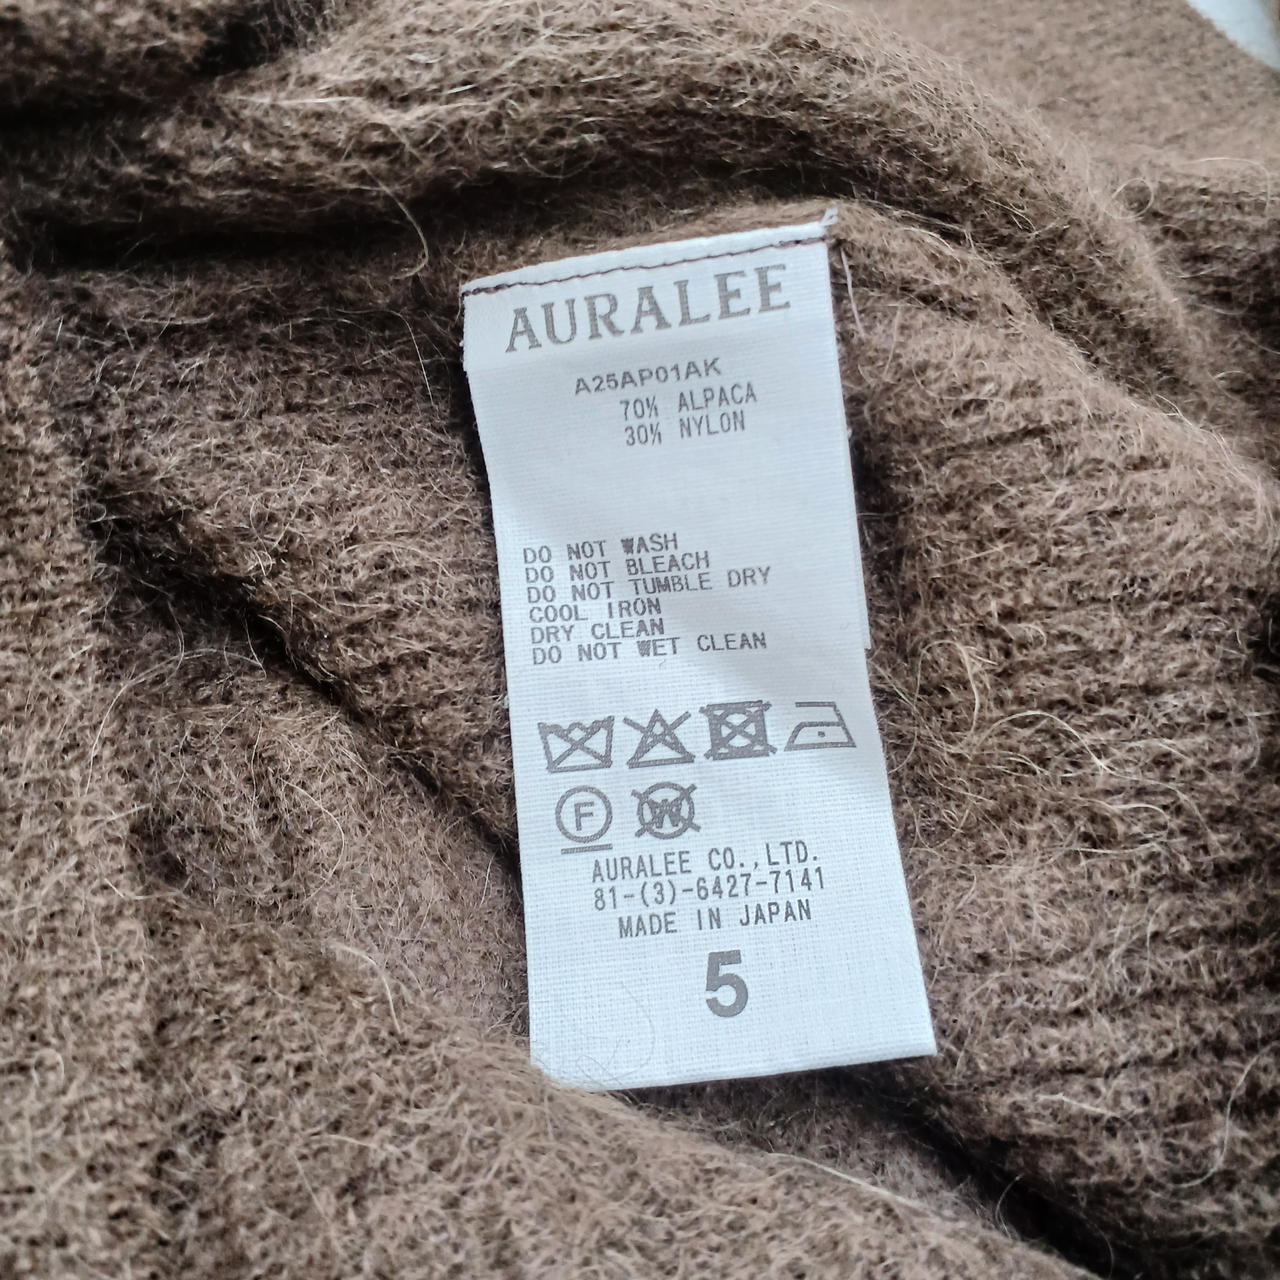 AURALEE
A25AP01AK
70% ALPACA
30% NYLON
DO NOT WASH
DO NOT BLEACH
DO NOT TUMBLE DRY
COOL IRON
DRY CLEAN
DO NOT WET CLEAN
F W
AURALEE CO.,LTD.
81-(3)-6427-7141
MADE IN JAPAN
5